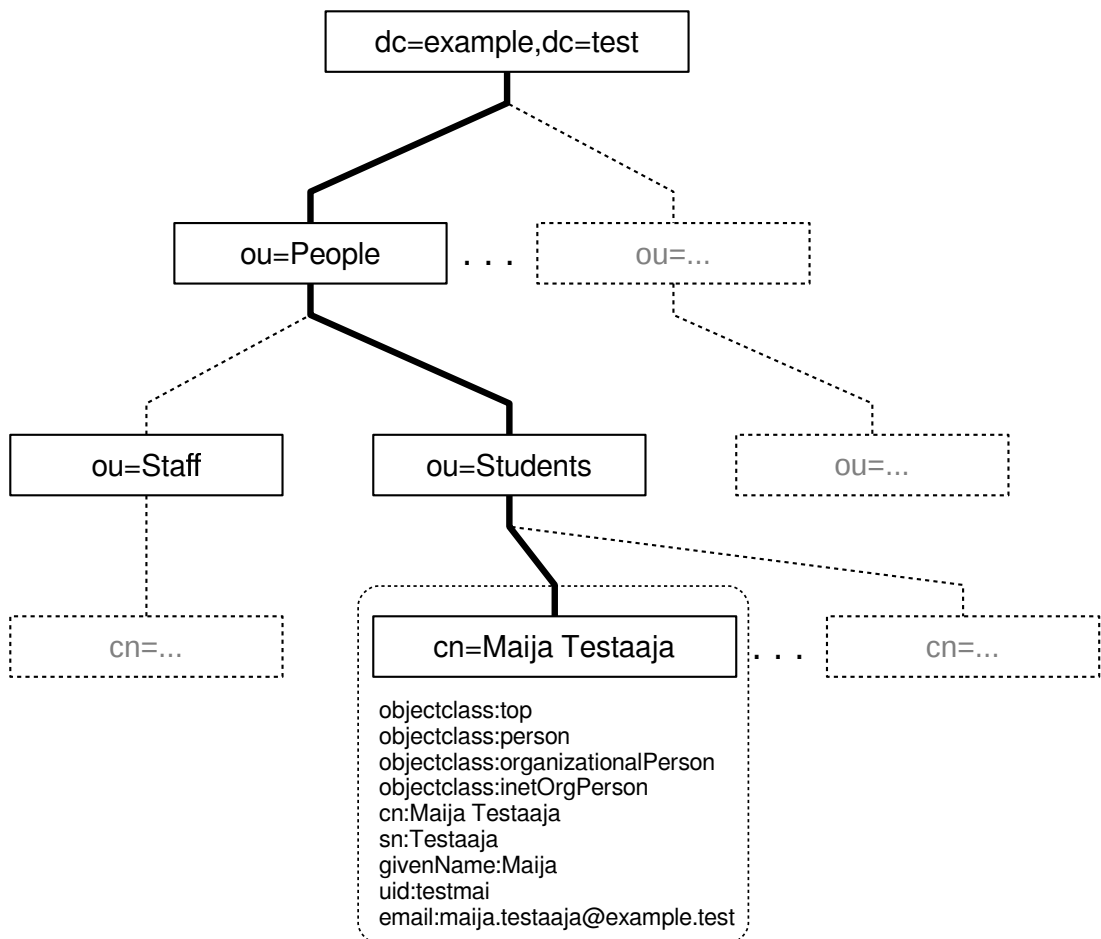 dc=example,dc=test
ou=People
. . .
ou=...
ou=Staff
ou=Students
ou=...
cn=...
cn=Maija Testaaja
. . .
cn=...
objectclass:top
objectclass:person
objectclass:organizationalPerson
objectclass:inetOrgPerson
cn:Maija Testaaja
sn:Testaaja
givenName:Maija
uid:testmai
email:maija.testaaja@example.test